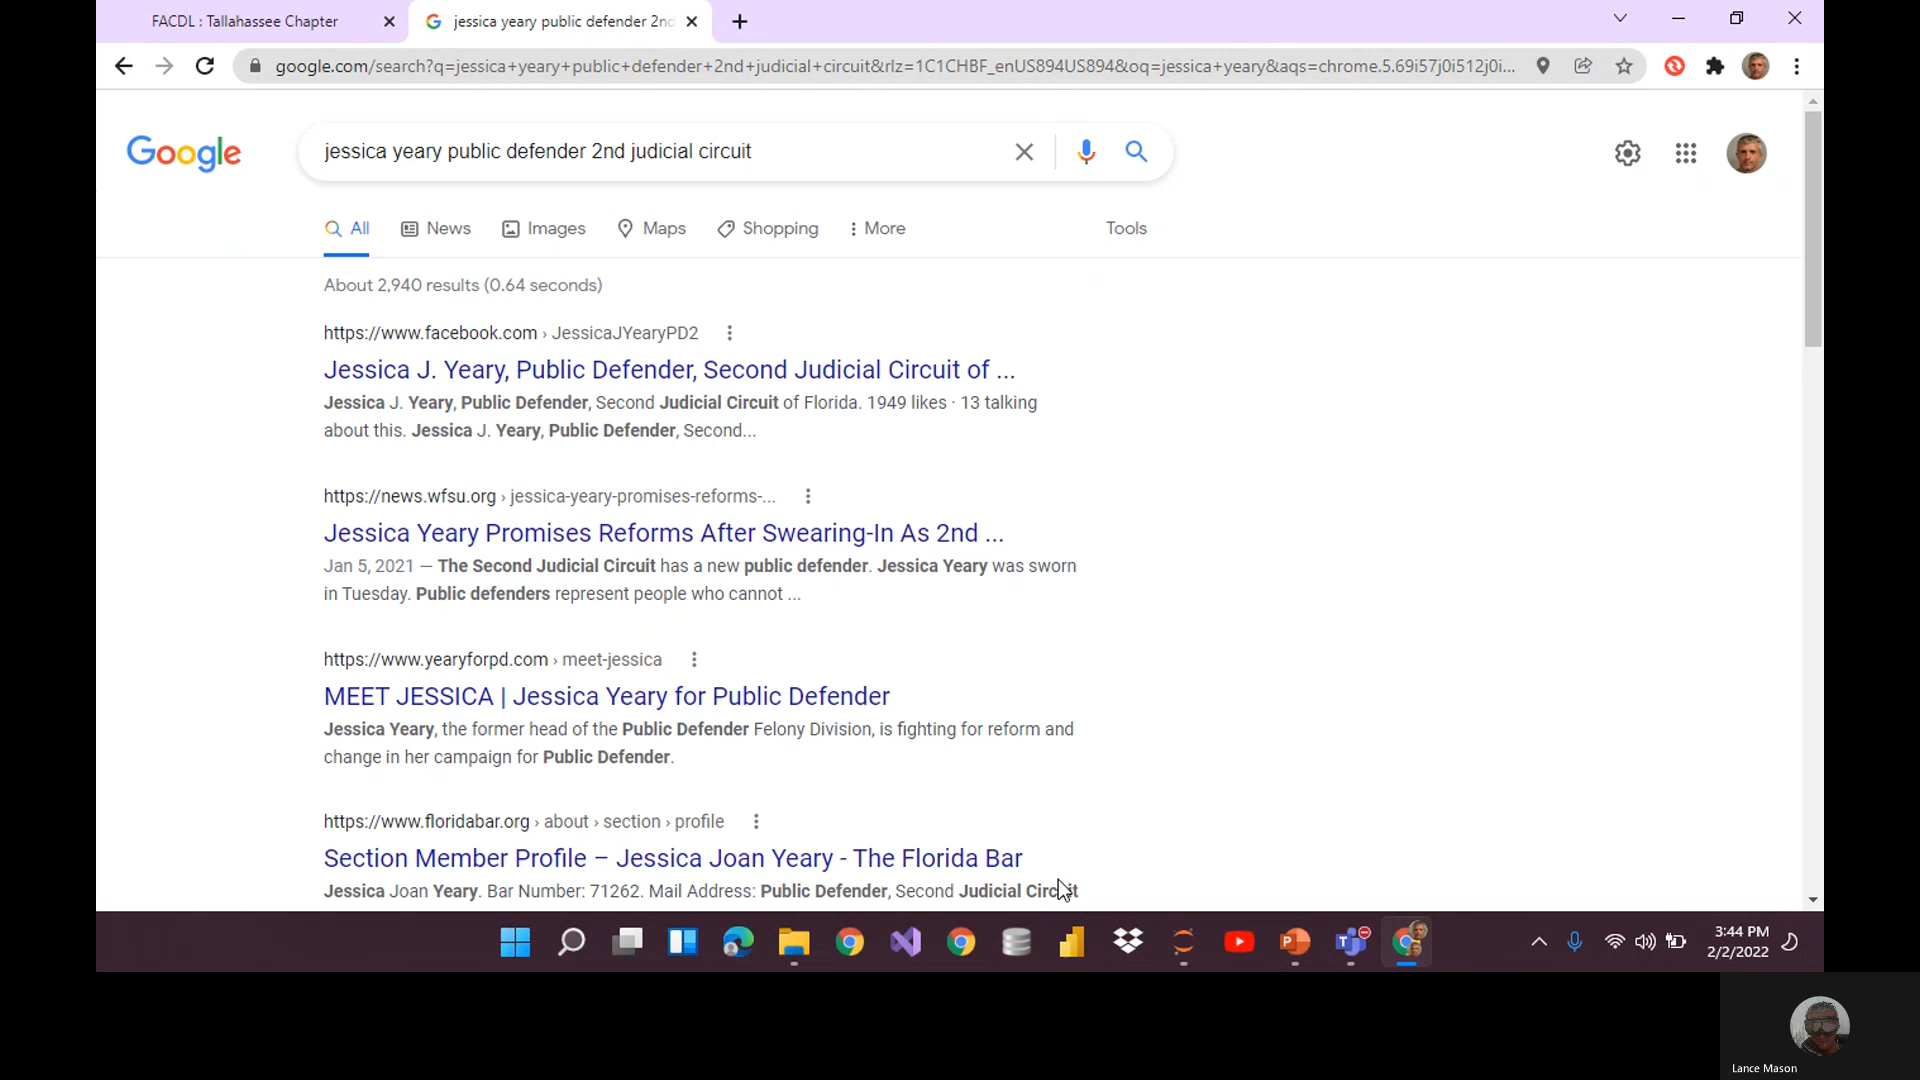 FACDL : Tallahassee Chapter
jessica yeary public defender 2nd
google.com/search?q=jessica+yeary+public+defender+2nd+judicial+circuit&rlz=1C1CHBF_enUS894US894&oq=jessica+yeary&aqs=chrome.5.69i57j0i512j0i...
Google
jessica yeary public defender 2nd judicial circuit
All News Images Maps Shopping More Tools
About 2,940 results (0.64 seconds)
https://www.facebook.com › JessicaJYearyPD2
Jessica J. Yeary, Public Defender, Second Judicial Circuit of ...
Jessica J. Yeary, Public Defender, Second Judicial Circuit of Florida. 1949 likes · 13 talking
about this. Jessica J. Yeary, Public Defender, Second...
https://news.wfsu.org › jessica-yeary-promises-reforms-...
Jessica Yeary Promises Reforms After Swearing-In As 2nd ...
Jan 5, 2021 — The Second Judicial Circuit has a new public defender. Jessica Yeary was sworn
in Tuesday. Public defenders represent people who cannot ...
https://www.yearyforpd.com › meet-jessica
MEET JESSICA | Jessica Yeary for Public Defender
Jessica Yeary, the former head of the Public Defender Felony Division, is fighting for reform and
change in her campaign for Public Defender.
https://www.floridabar.org › about › section › profile
Section Member Profile – Jessica Joan Yeary - The Florida Bar
Jessica Joan Yeary. Bar Number: 71262. Mail Address: Public Defender, Second Judicial Circuit
3:44 PM
2/2/2022
Lance Mason